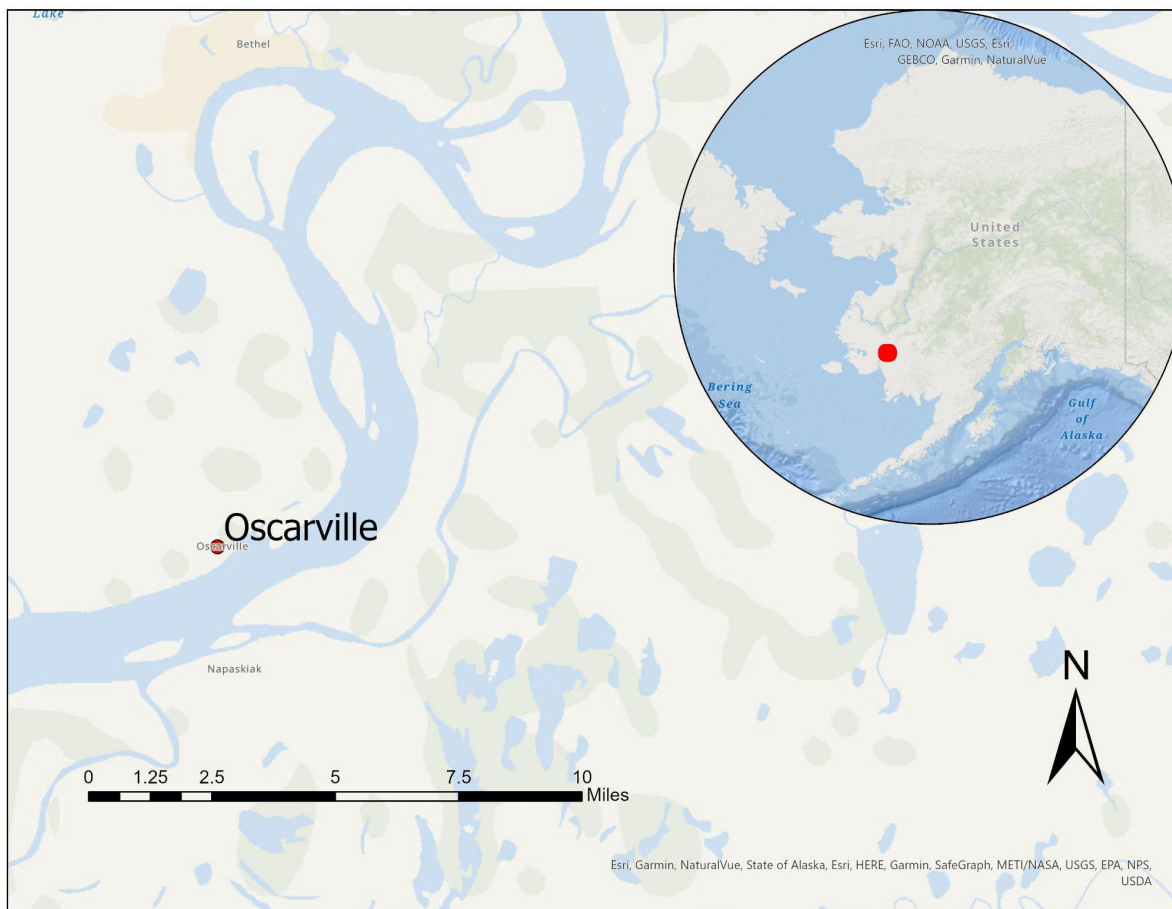 Lake
Bethel
Esri, FAO, NOAA, USGS, Esri,
GEBCO, Garmin, NaturalVue
United
States
Bering
Sea
Gulf
of
Alaska
Oscarville
Oscarville
Napaskiak
N
0 1.25 2.5 5 7.5 10
Miles
Esri, Garmin, NaturalVue, State of Alaska, Esri, HERE, Garmin, SafeGraph, METI/NASA, USGS, EPA, NPS,
USDA